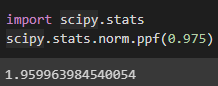 import scipy.stats
scipy.stats.norm.ppf(0.975)
1.959963984540054